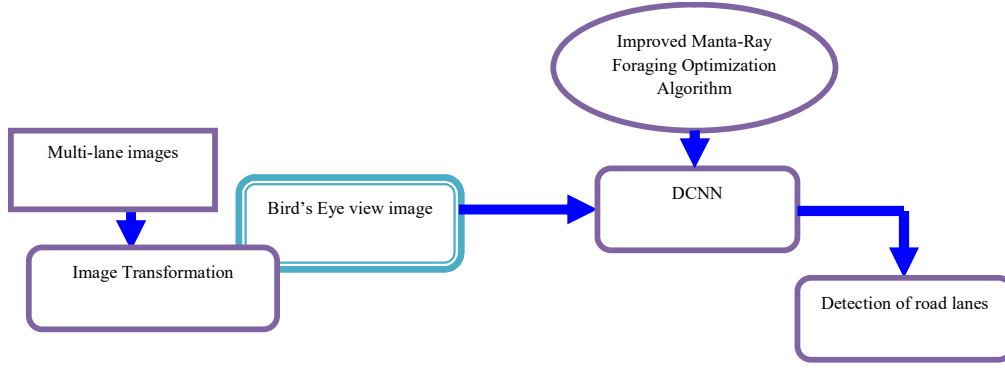 Improved Manta-Ray
Foraging Optimization
Algorithm
Multi-lane images
Bird's Eye view image
DCNN
Image Transformation
Detection of road lanes